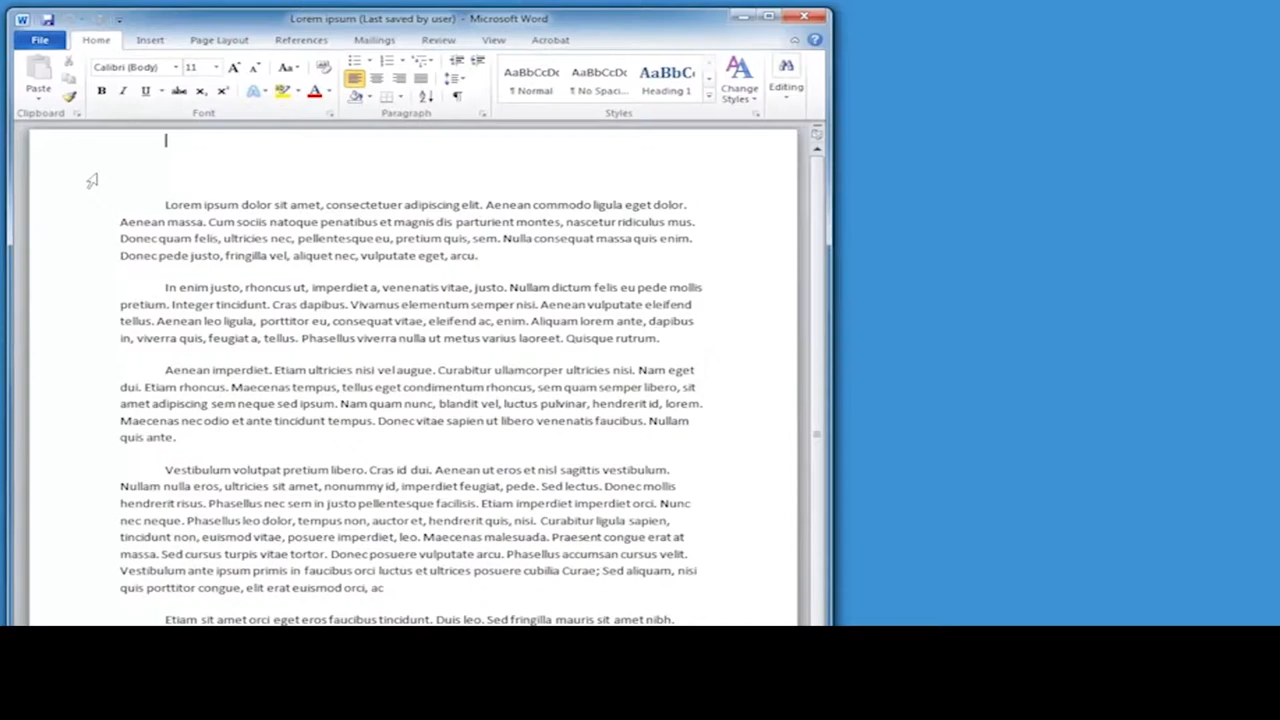 Lorem ipsum (Last saved by user) - Microsoft Word
File Home Insert Page Layout References Mailings Review View Acrobat
Calibri (Body) 11 Aa
AaBbCcDc AaBbCcDc AaBbC
Paste B I U abc X₂ X² A ¶ ¶ Normal ¶ No Spaci... Heading 1 Change Styles Editing
Clipboard Font Paragraph Styles
Lorem ipsum dolor sit amet, consectetuer adipiscing elit. Aenean commodo ligula eget dolor.
Aenean massa. Cum sociis natoque penatibus et magnis dis parturient montes, nascetur ridiculus mus.
Donec quam felis, ultricies nec, pellentesque eu, pretium quis, sem. Nulla consequat massa quis enim.
Donec pede justo, fringilla vel, aliquet nec, vulputate eget, arcu.
In enim justo, rhoncus ut, imperdiet a, venenatis vitae, justo. Nullam dictum felis eu pede mollis
pretium. Integer tincidunt. Cras dapibus. Vivamus elementum semper nisi. Aenean vulputate eleifend
tellus. Aenean leo ligula, porttitor eu, consequat vitae, eleifend ac, enim. Aliquam lorem ante, dapibus
in, viverra quis, feugiat a, tellus. Phasellus viverra nulla ut metus varius laoreet. Quisque rutrum.
Aenean imperdiet. Etiam ultricies nisi vel augue. Curabitur ullamcorper ultricies nisi. Nam eget
dui. Etiam rhoncus. Maecenas tempus, tellus eget condimentum rhoncus, sem quam semper libero, sit
amet adipiscing sem neque sed ipsum. Nam quam nunc, blandit vel, luctus pulvinar, hendrerit id, lorem.
Maecenas nec odio et ante tincidunt tempus. Donec vitae sapien ut libero venenatis faucibus. Nullam
quis ante.
Vestibulum volutpat pretium libero. Cras id dui. Aenean ut eros et nisl sagittis vestibulum.
Nullam nulla eros, ultricies sit amet, nonummy id, imperdiet feugiat, pede. Sed lectus. Donec mollis
hendrerit risus. Phasellus nec sem in justo pellentesque facilisis. Etiam imperdiet imperdiet orci. Nunc
nec neque. Phasellus leo dolor, tempus non, auctor et, hendrerit quis, nisi. Curabitur ligula sapien,
tincidunt non, euismod vitae, posuere imperdiet, leo. Maecenas malesuada. Praesent congue erat at
massa. Sed cursus turpis vitae tortor. Donec posuere vulputate arcu. Phasellus accumsan cursus velit.
Vestibulum ante ipsum primis in faucibus orci luctus et ultrices posuere cubilia Curae; Sed aliquam, nisi
quis porttitor congue, elit erat euismod orci, ac
Etiam sit amet orci eget eros faucibus tincidunt. Duis leo. Sed fringilla mauris sit amet nibh.